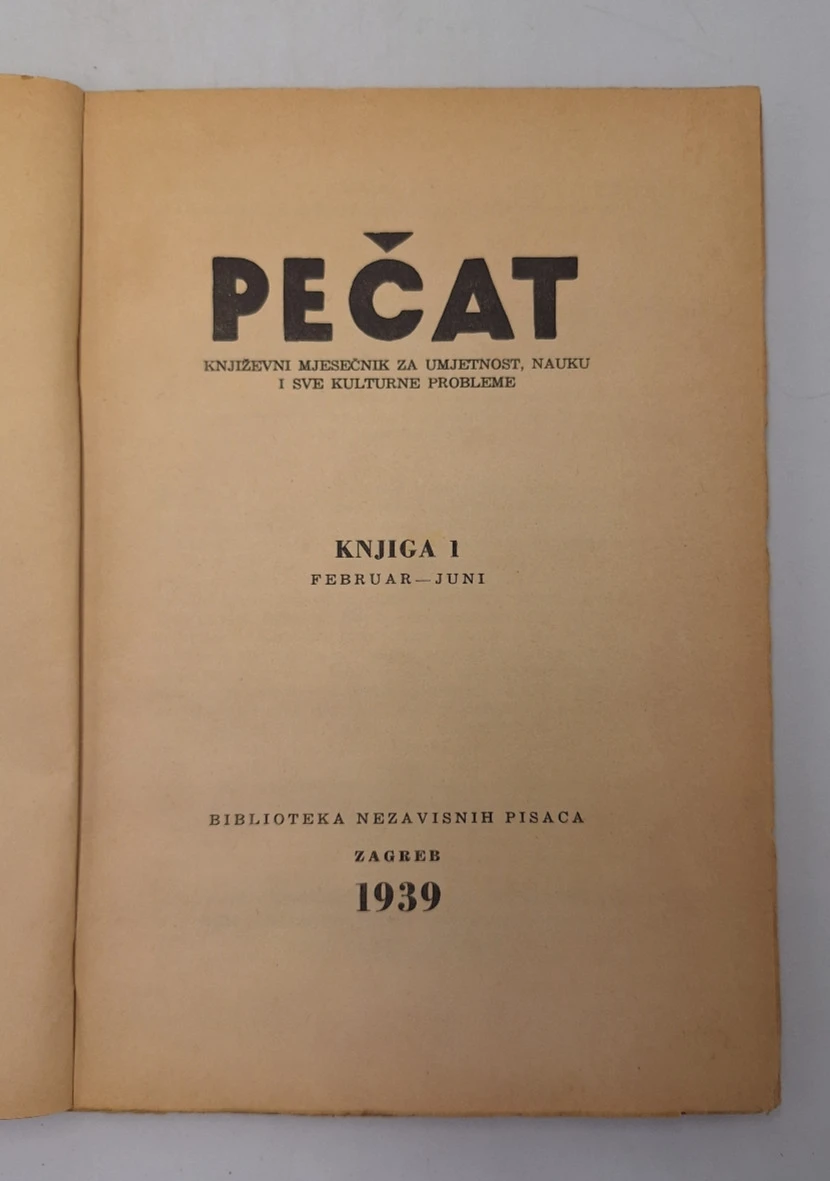 PEČAT
KNJIŽEVNI MJESEČNIK ZA UMJETNOST, NAUKU
I SVE KULTURNE PROBLEME
KNJIGA 1
FEBRUAR—JUNI
BIBLIOTEKA NEZAVISNIH PISACA
ZAGREB
1939